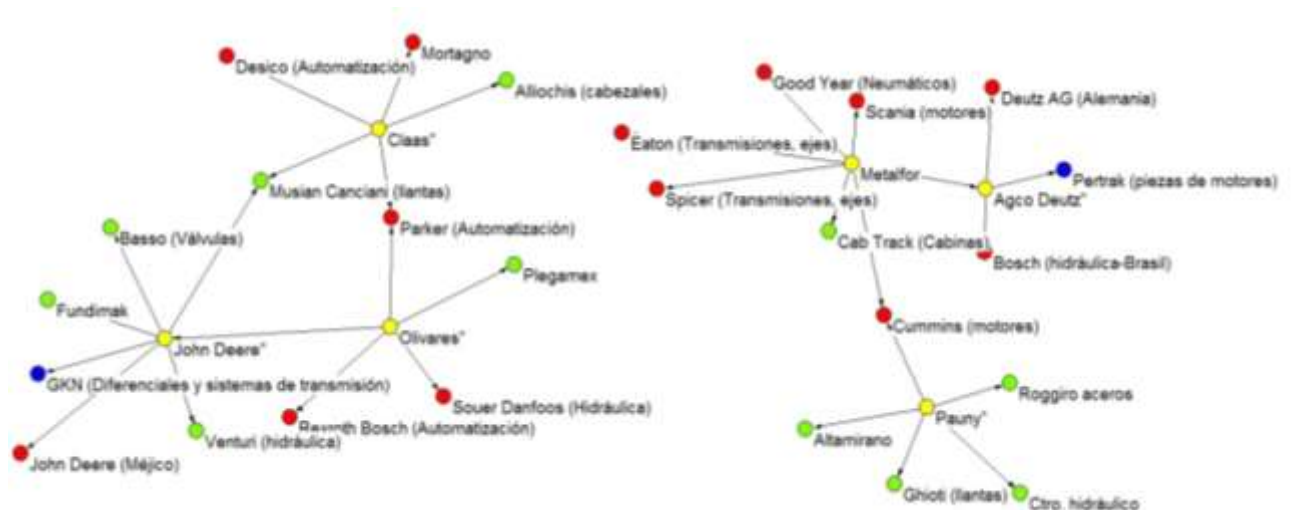 Mortagno
Desico (Automatización)
Alliochis (cabezales)
Claas"
Musian Canciani (llantas)
Parker (Automatización)
Basso (Válvulas)
Plegamex
Fundimak
John Deere"
Olivares"
GKN (Diferenciales y sistemas de transmisión)
Souer Danfoos (Hidráulica)
Rexroth Bosch (Automatización)
Venturi (hidráulica)
John Deere (Méjico)
Good Year (Neumáticos)
Deutz AG (Alemania)
Scania (motores)
Eaton (Transmisiones, ejes)
Metalfor
Pertrak (piezas de motores)
Spicer (Transmisiones, ejes)
Agco Deutz"
Cab Track (Cabinas)
Bosch (hidráulica-Brasil)
Cummins (motores)
Roggiro aceros
Pauny"
Altamirano
Ghioti (llantas)
Ctro. hidráulico